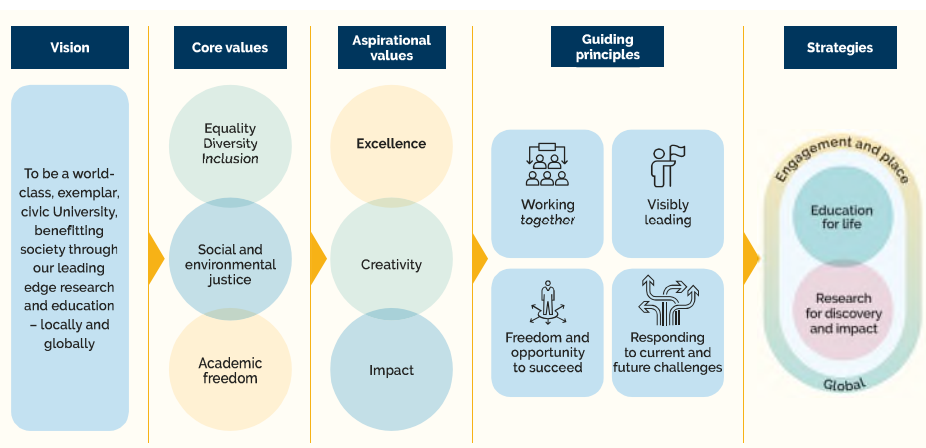 Vision
To be a world-
class, exemplar,
civic University,
benefitting
society through
our leading
edge research
and education
– locally and
globally
Core values
Equality
Diversity
Inclusion
Social and
environmental
justice
Academic
freedom
Aspirational
values
Excellence
Creativity
Impact
Guiding
principles
Working
together
Visibly
leading
Freedom and
opportunity
to succeed
Responding
to current and
future challenges
Strategies
Engagement and place
Education
for life
Research
for discovery
and impact
Global